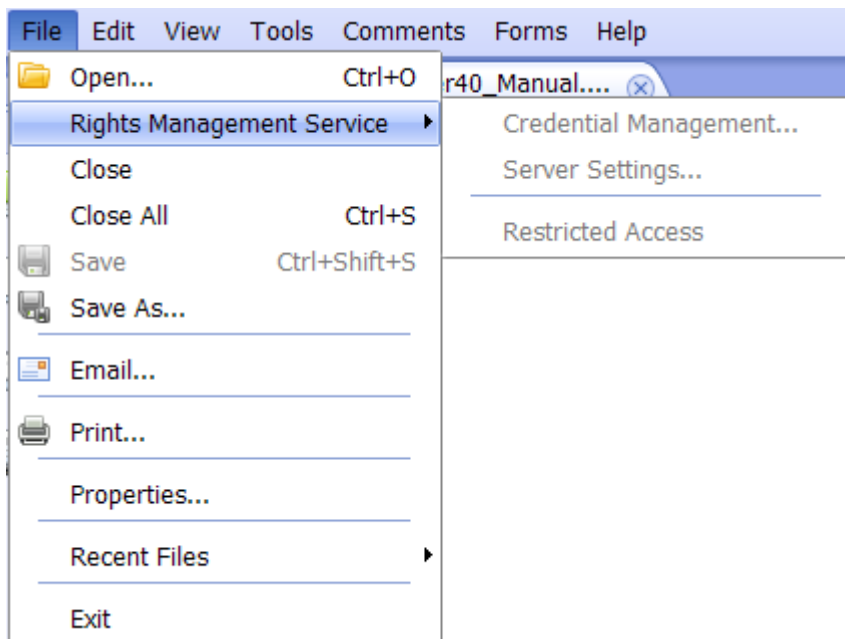 File Edit View Tools Comments Forms Help
Open... Ctrl+O
r40_Manual....
Rights Management Service
Credential Management...
Close
Server Settings...
Close All Ctrl+S
Restricted Access
Save Ctrl+Shift+S
Save As...
Email...
Print...
Properties...
Recent Files
Exit